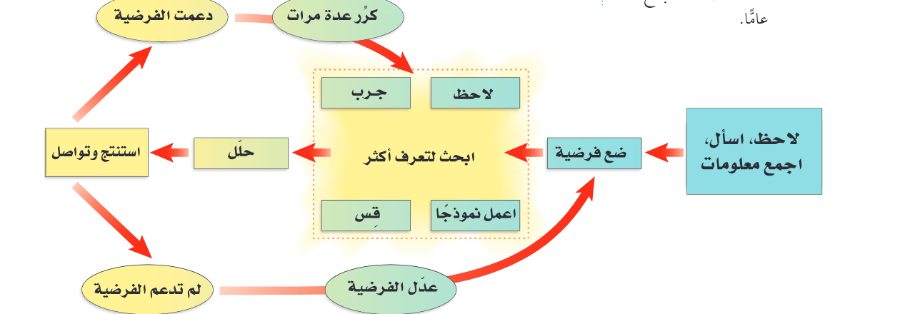 عامًّا.
دعمت الفرضية
كرِّر عدة مرات
لاحظ، اسأل،
اجمع معلومات
ضع فرضية
لاحظ
جرب
ابحث لتعرف أكثر
اعمل نموذجًا
قِس
حلّل
استنتج وتواصل
لم تدعم الفرضية
عدّل الفرضية